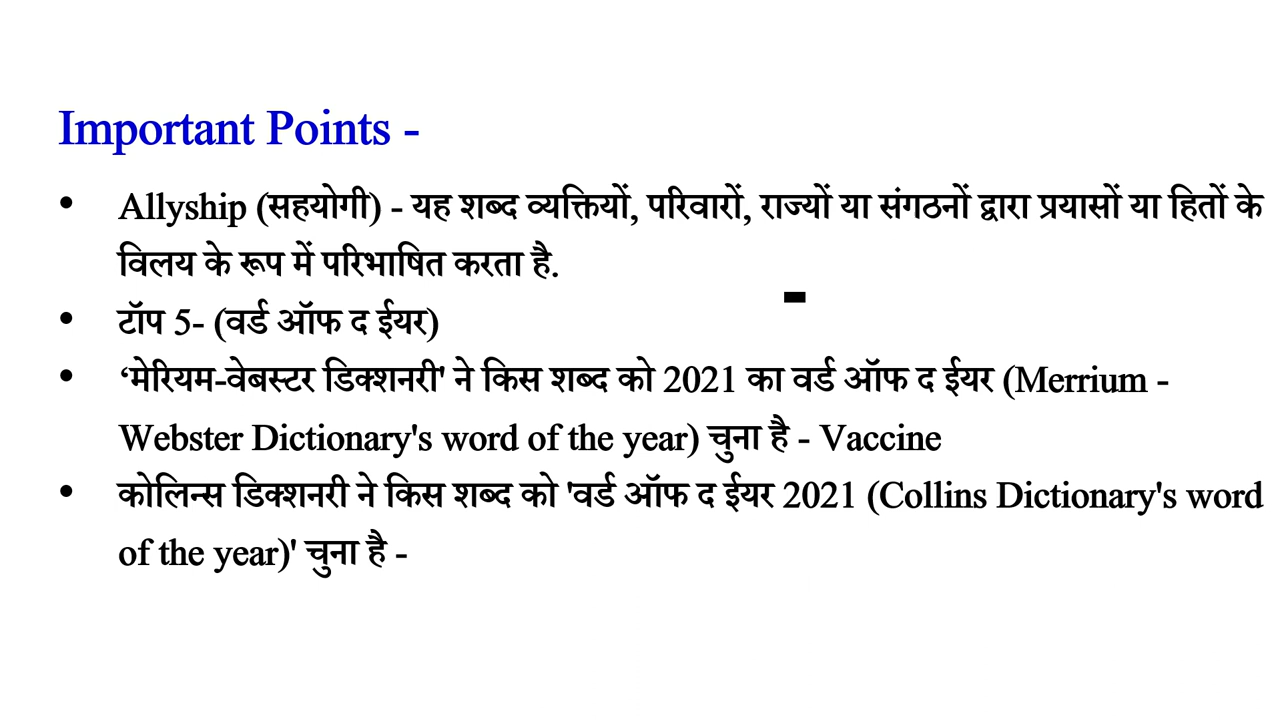 Important Points -
• Allyship (सहयोगी) - यह शब्द व्यक्तियों, परिवारों, राज्यों या संगठनों द्वारा प्रयासों या हितों के
विलय के रूप में परिभाषित करता है.
• टॉप 5- (वर्ड ऑफ द ईयर)
• ‘मेरियम-वेबस्टर डिक्शनरी' ने किस शब्द को 2021 का वर्ड ऑफ द ईयर (Merrium -
Webster Dictionary's word of the year) चुना है - Vaccine
• कोलिन्स डिक्शनरी ने किस शब्द को 'वर्ड ऑफ द ईयर 2021 (Collins Dictionary's word
of the year)' चुना है -